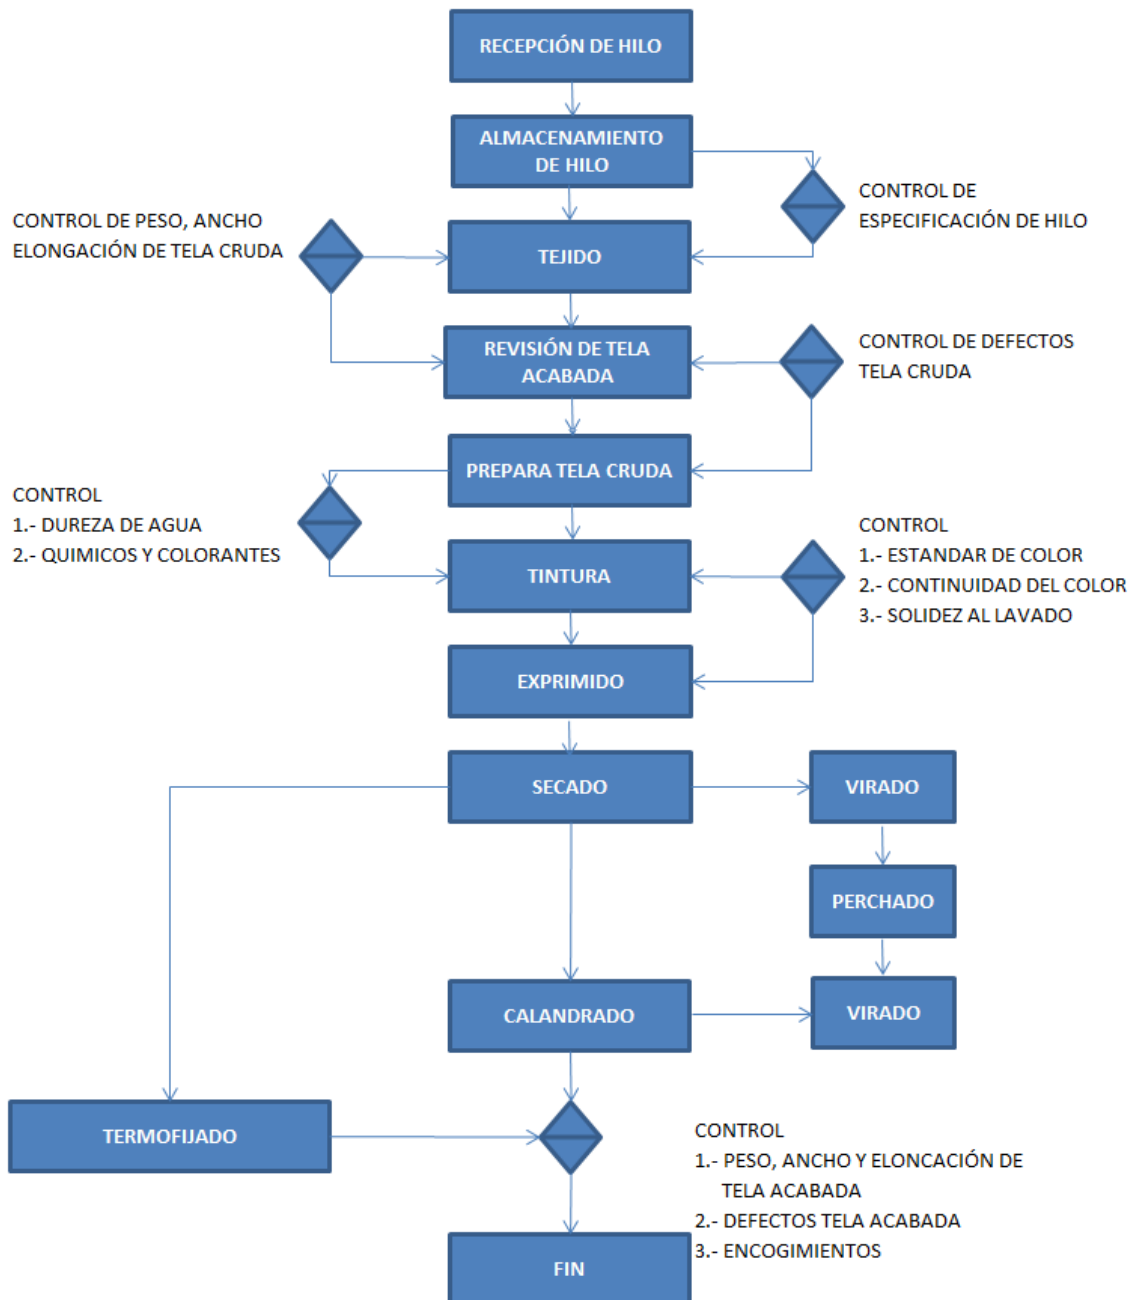 RECEPCIÓN DE HILO
ALMACENAMIENTO
DE HILO
CONTROL DE
ESPECIFICACIÓN DE HILO
CONTROL DE PESO, ANCHO
ELONGACIÓN DE TELA CRUDA
TEJIDO
REVISIÓN DE TELA
ACABADA
CONTROL DE DEFECTOS
TELA CRUDA
PREPARA TELA CRUDA
CONTROL
1.- DUREZA DE AGUA
2.- QUIMICOS Y COLORANTES
TINTURA
CONTROL
1.- ESTANDAR DE COLOR
2.- CONTINUIDAD DEL COLOR
3.- SOLIDEZ AL LAVADO
EXPRIMIDO
SECADO
VIRADO
PERCHADO
CALANDRADO
VIRADO
TERMOFIJADO
CONTROL
1.- PESO, ANCHO Y ELONCACIÓN DE
TELA ACABADA
2.- DEFECTOS TELA ACABADA
3.- ENCOGIMIENTOS
FIN